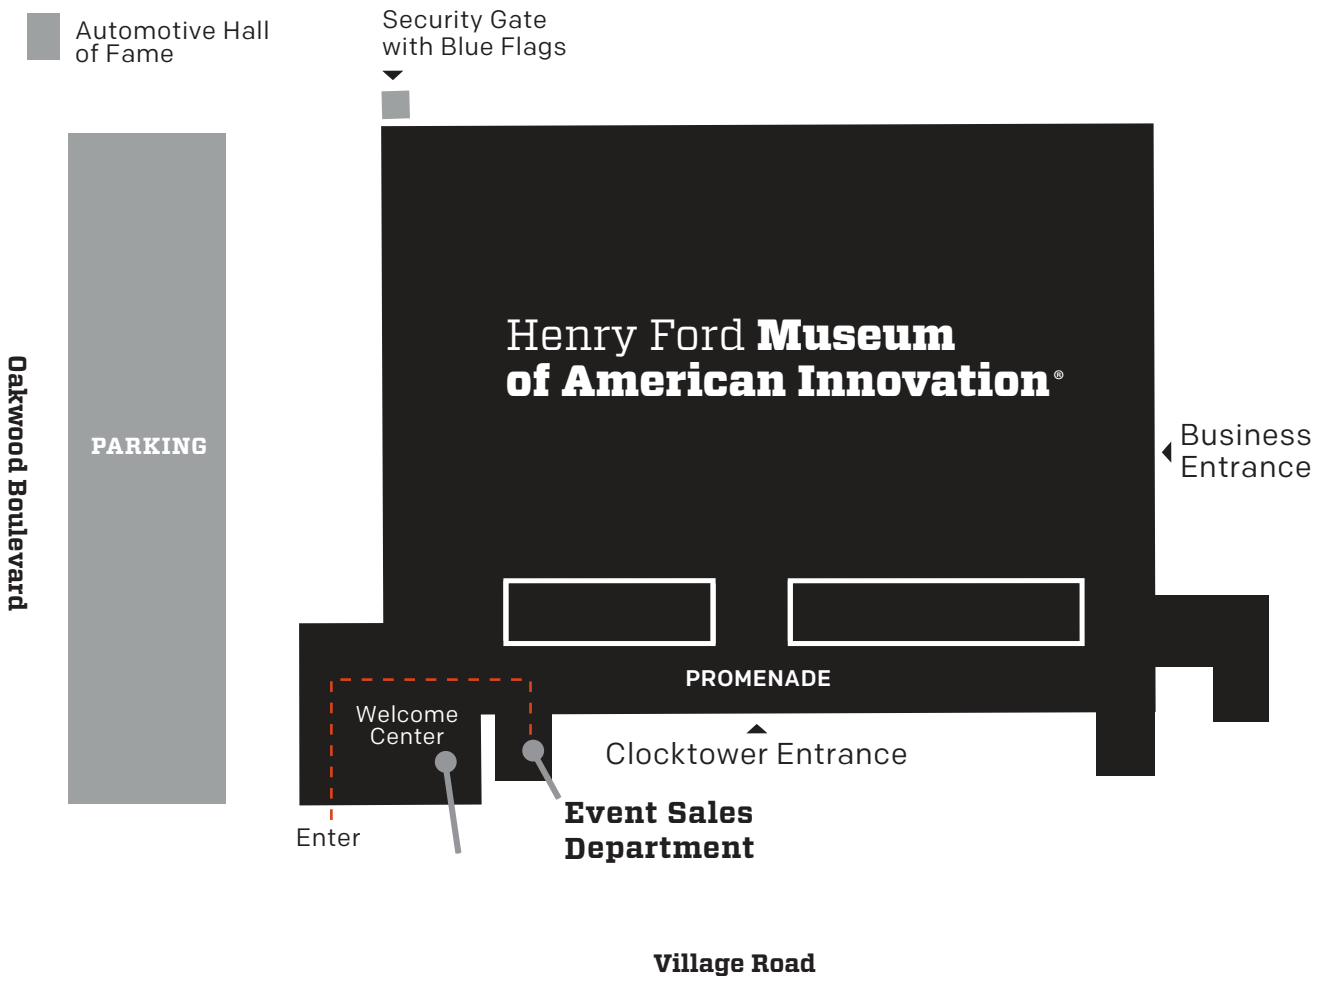 Automotive Hall
of Fame
Security Gate
with Blue Flags
Henry Ford Museum
of American Innovation®
Oakwood Boulevard
PARKING
Business
Entrance
PROMENADE
Welcome
Center
Clocktower Entrance
Event Sales
Department
Enter
Village Road